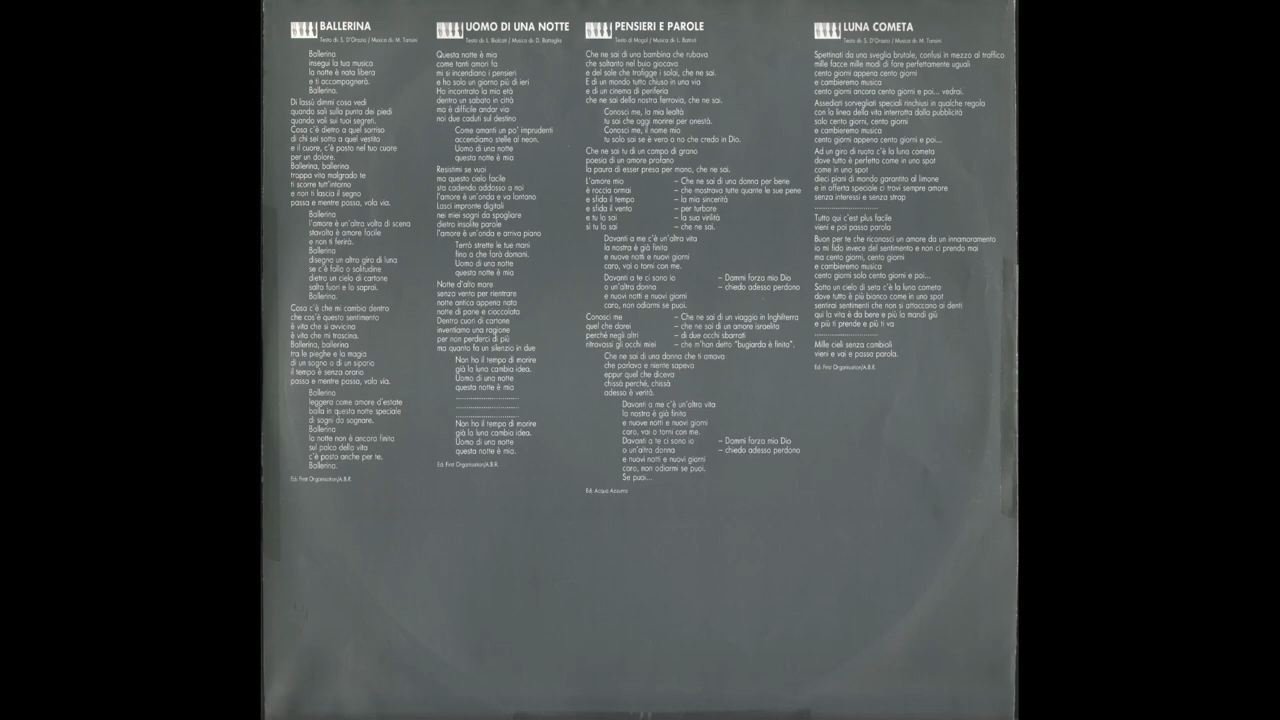 BALLERINA
Testo di: S. D'Orazio / Musica di: M. Tansini
Ballerina
insegui la tua musica
la notte è nata libera
e ti accompagnerà.
Ballerina.
Di lassù dimmi cosa vedi
quando sali sulla punta dei piedi
quando voli sui tuoi segreti.
Cosa c'è dietro a quel sorriso
di chi sei sotto a quel vestito
e il cuore, c'è posto nel tuo cuore
per un dolore.
Ballerina, ballerina
trappa vita malgrado te
ti scorre tutt'intorno
e non ti lascia il segno
passa e mentre passa, vola via.
Ballerina
l'amore è un'altra volta di scena
stavolta è amore facile
e non ti ferirà.
Ballerina
disegna un altro giro di luna
se c'è folla o solitudine
dietro un cielo di cartone
salta fuori e lo saprai.
Ballerina.
Cosa c'è che mi cambia dentro
che cos'è questo sentimento
è vita che si avvicina
è vita che mi trascina.
Ballerina, ballerina
tra le pieghe e la magia
di un sogno o di un sipario
il tempo è senza orario
passa e mentre passa, vola via.
Ballerina
leggera come amore d'estate
balla in questa notte speciale
di sogni da sognare.
Ballerina
la notte non è ancora finita
sul palco della vita
c'è posto anche per te,
Ballerina.
Ed: First Organisation/A.B.R.
UOMO DI UNA NOTTE
Testo di: L. Bialcati / Musica di: D. Battaglia
Questa notte è mia
come tanti amori fa
mi si incendiano i pensieri
e ho solo un giorno più di ieri
Ho incontrato la mia età
dentro un sabato in città
ma è difficile andar via
noi due caduti sul destino
Come amanti un po' imprudenti
accendiamo stelle al neon.
Uomo di una notte
questa notte è mia
Resistimi se vuoi
ma questo cielo facile
sta cadendo addosso a noi
l'amore è un'onda e va lontano
Lasci impronte digitali
nei miei sogni da spogliare
dietro insolite parole
l'amore è un'onda e arriva piano
Terrò strette le tue mani
fino a che farà domani.
Uomo di una notte
questa notte è mia
Notte d'alto mare
senza vento per rientrare
notte antica appena nata
notte di pane e cioccolata
Dentro cuori di cartone
inventiamo una ragione
per non perderci di più
ma quanto fa un silenzio in due
Non ho il tempo di morire
già la luna cambia idea.
Uomo di una notte
questa notte è mia
........................
........................
........................
Non ho il tempo di morire
già la luna cambia idea.
Uomo di una notte
questa notte è mia.
Ed: First Organisation/A.B.R.
PENSIERI E PAROLE
Testo di: Mogol / Musica di: L. Battisti
Che ne sai di una bambina che rubava
che soltanto nel buio giocava
e del sole che trafigge i solai, che ne sai.
E di un mondo tutto chiuso in una via
e di un cinema di periferia
che ne sai della nostra ferrovia, che ne sai.
Conosci me, la mia lealtà
tu sai che oggi morirei per onestà.
Conosci me, il nome mio
tu solo sai se è vero o no che credo in Dio.
Che ne sai tu di un campo di grano
poesia di un amore profano
la paura di esser presa per mano, che ne sai.
L'amore mio – Che ne sai di una donna per bene
è roccia ormai – che mostrava tutte quante le sue pene
e sfida il tempo – la mia sincerità
e sfida il vento – per turbare
e tu lo sai – la sua virilità
sì tu lo sai – che ne sai.
Davanti a me c'è un'altra vita
la nostra è già finita
e nuove notti e nuovi giorni
caro, vai o torni con me.
Davanti a te ci sono io – Dammi forza mio Dio
o un'altra donna – chiedo adesso perdono
e nuovi notti e nuovi giorni
caro, non odiarmi se puoi.
Conosci me – Che ne sai di un viaggio in Inghilterra
quel che darei – che ne sai di un amore israelita
perchè negli altri – di due occhi sbarrati
ritrovassi gli occhi miei – che m'han detto "bugiarda è finita".
Che ne sai di una donna che ti amava
che parlava e niente sapeva
eppur quel che diceva
chissà perchè, chissà
adesso è verità.
Davanti a me c'è un'altra vita
la nostra è già finita
e nuove notti e nuovi giorni
caro, vai o torni con me.
Davanti a te ci sono io – Dammi forza mio Dio
o un'altra donna – chiedo adesso perdono
e nuovi notti e nuovi giorni
caro, non odiarmi se puoi.
Se puoi...
Ed: Acqua Azzurra
LUNA COMETA
Testo di: S. D'Orazio / Musica di: M. Tansini
Spettinati da una sveglia brutale, confusi in mezzo al traffico
mille facce mille modi di fare perfettamente uguali
cento giorni appena cento giorni
e cambieremo musica
cento giorni ancora cento giorni e poi... vedrai.
Assediati sorvegliati speciali rinchiusi in qualche regola
con la linea della vita interrotta dalla pubblicità
solo cento giorni, cento giorni
e cambieremo musica
cento giorni appena cento giorni e poi...
Ad un giro di ruota c'è la luna cometa
dove tutto è perfetto come in uno spot
come in uno spot
dieci piani di mondo garantito al limone
e in offerta speciale ci trovi sempre amore
senza interessi e senza strap
........................
Tutto qui c'est plus facile
vieni e poi passa parola
Buon per te che riconosci un amore da un innamoramento
io mi fido invece del sentimento e non ci prendo mai
ma cento giorni, cento giorni
e cambieremo musica
cento giorni solo cento giorni e poi...
Sotto un cielo di seta c'è la luna cometa
dove tutto è più bianco come in uno spot
sentirai sentimenti che non si attaccano ai denti
qui la vita è da bere e più la mandi giù
e più ti prende e più ti va
........................
Mille cieli senza cambiali
vieni e vai e passa parola.
Ed: First Organisation/A.B.R.